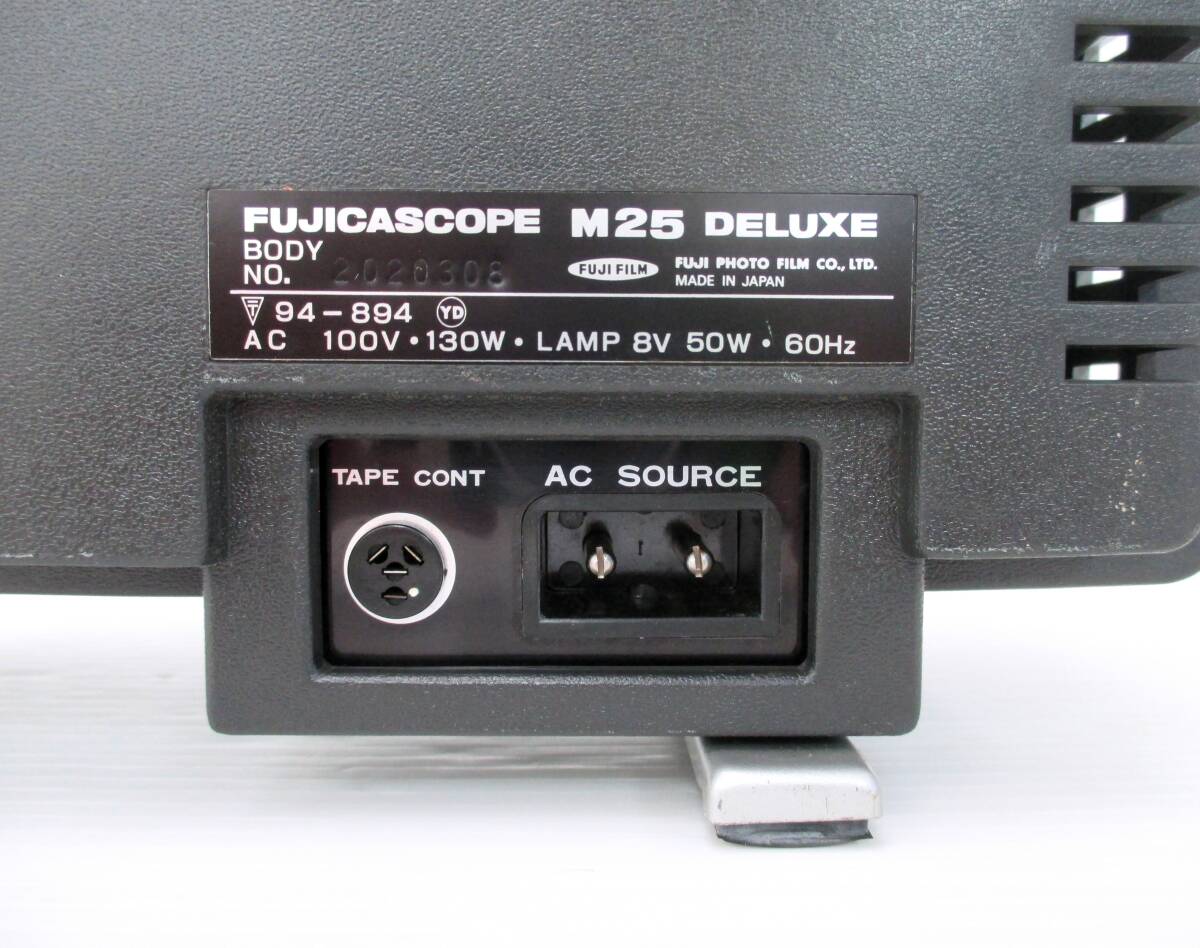 FUJICASCOPE M25 DELUXE
BODY
NO. 2020308
FUJI FILM
FUJI PHOTO FILM CO., LTD.
MADE IN JAPAN
T 94-894 YD
AC 100V · 130W · LAMP 8V 50W · 60Hz
TAPE CONT
AC SOURCE